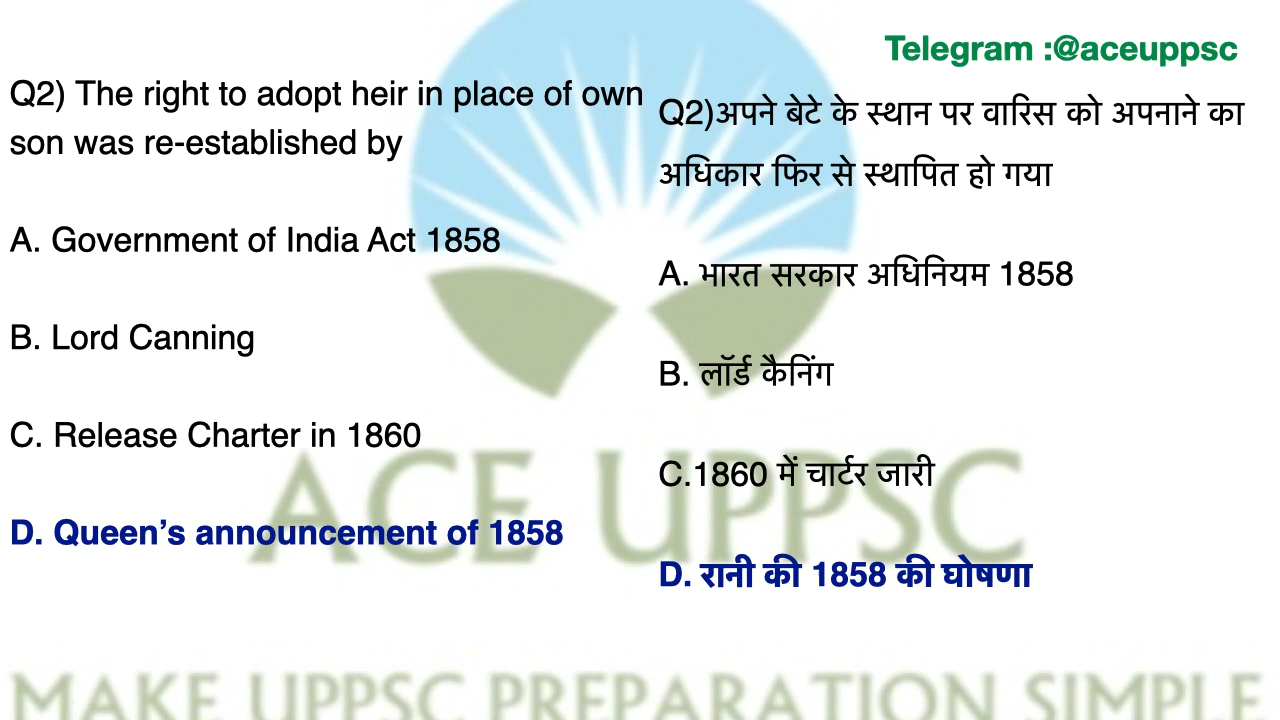 Telegram :@aceuppsc
Q2) The right to adopt heir in place of own
son was re-established by
A. Government of India Act 1858
B. Lord Canning
C. Release Charter in 1860
D. Queen’s announcement of 1858
Q2)अपने बेटे के स्थान पर वारिस को अपनाने का
अधिकार फिर से स्थापित हो गया
A. भारत सरकार अधिनियम 1858
B. लॉर्ड कैनिंग
C.1860 में चार्टर जारी
D. रानी की 1858 की घोषणा
ACE UPPSC
MAKE UPPSC PREPARATION SIMPLE